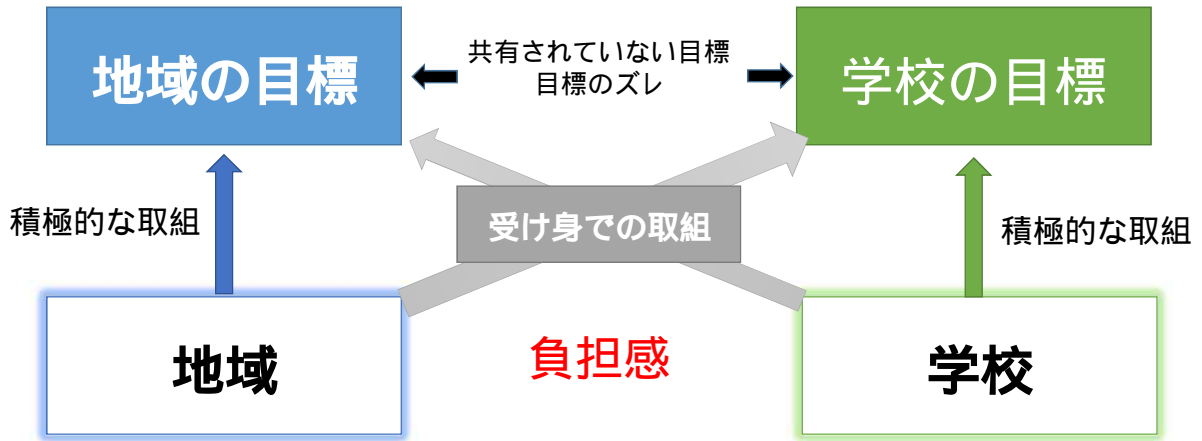 地域の目標
共有されていない目標
目標のズレ
学校の目標
積極的な取組
受け身での取組
積極的な取組
地域
負担感
学校